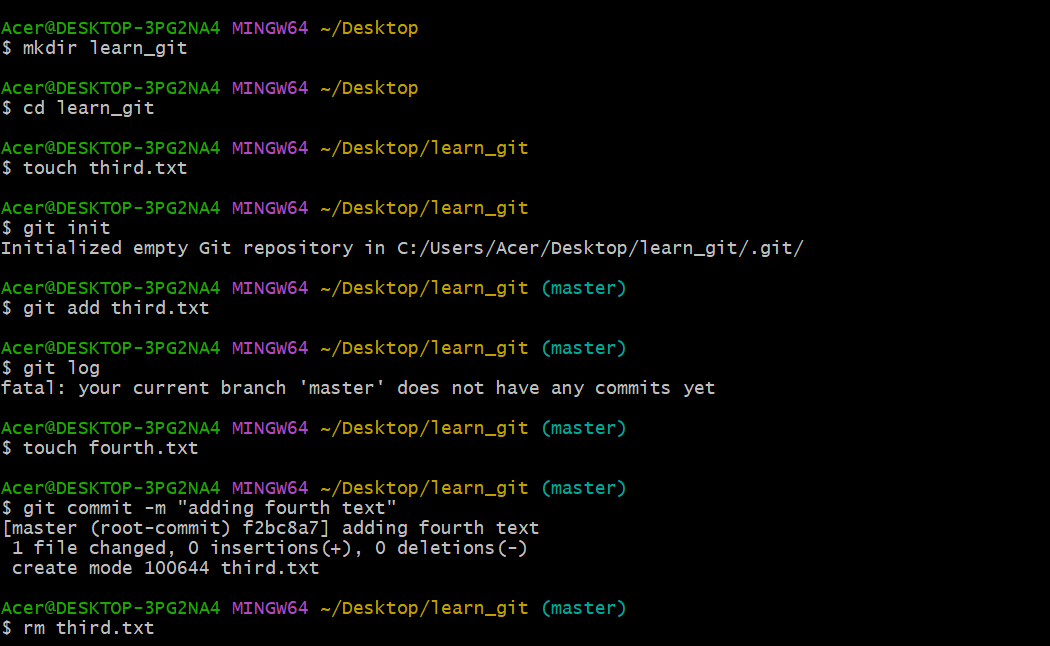 Acer@DESKTOP-3PG2NA4 MINGW64 ~/Desktop
$ mkdir learn_git
Acer@DESKTOP-3PG2NA4 MINGW64 ~/Desktop
$ cd learn_git
Acer@DESKTOP-3PG2NA4 MINGW64 ~/Desktop/learn_git
$ touch third.txt
Acer@DESKTOP-3PG2NA4 MINGW64 ~/Desktop/learn_git
$ git init
Initialized empty Git repository in C:/Users/Acer/Desktop/learn_git/.git/
Acer@DESKTOP-3PG2NA4 MINGW64 ~/Desktop/learn_git (master)
$ git add third.txt
Acer@DESKTOP-3PG2NA4 MINGW64 ~/Desktop/learn_git (master)
$ git log
fatal: your current branch 'master' does not have any commits yet
Acer@DESKTOP-3PG2NA4 MINGW64 ~/Desktop/learn_git (master)
$ touch fourth.txt
Acer@DESKTOP-3PG2NA4 MINGW64 ~/Desktop/learn_git (master)
$ git commit -m "adding fourth text"
[master (root-commit) f2bc8a7] adding fourth text
 1 file changed, 0 insertions(+), 0 deletions(-)
 create mode 100644 third.txt
Acer@DESKTOP-3PG2NA4 MINGW64 ~/Desktop/learn_git (master)
$ rm third.txt